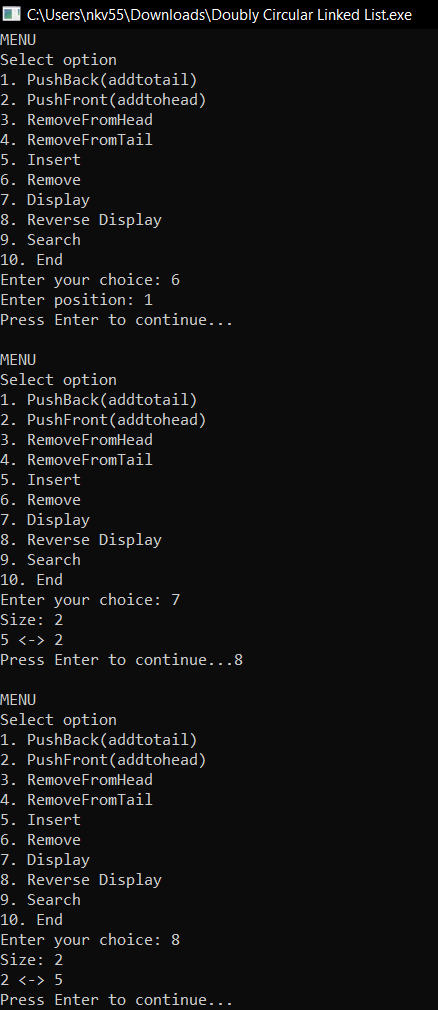 C:\Users\nkv55\Downloads\Doubly Circular Linked List.exe
MENU
Select option
1. PushBack(addtotail)
2. PushFront(addtohead)
3. RemoveFromHead
4. RemoveFromTail
5. Insert
6. Remove
7. Display
8. Reverse Display
9. Search
10. End
Enter your choice: 6
Enter position: 1
Press Enter to continue...

MENU
Select option
1. PushBack(addtotail)
2. PushFront(addtohead)
3. RemoveFromHead
4. RemoveFromTail
5. Insert
6. Remove
7. Display
8. Reverse Display
9. Search
10. End
Enter your choice: 7
Size: 2
5 <-> 2
Press Enter to continue...8

MENU
Select option
1. PushBack(addtotail)
2. PushFront(addtohead)
3. RemoveFromHead
4. RemoveFromTail
5. Insert
6. Remove
7. Display
8. Reverse Display
9. Search
10. End
Enter your choice: 8
Size: 2
2 <-> 5
Press Enter to continue...